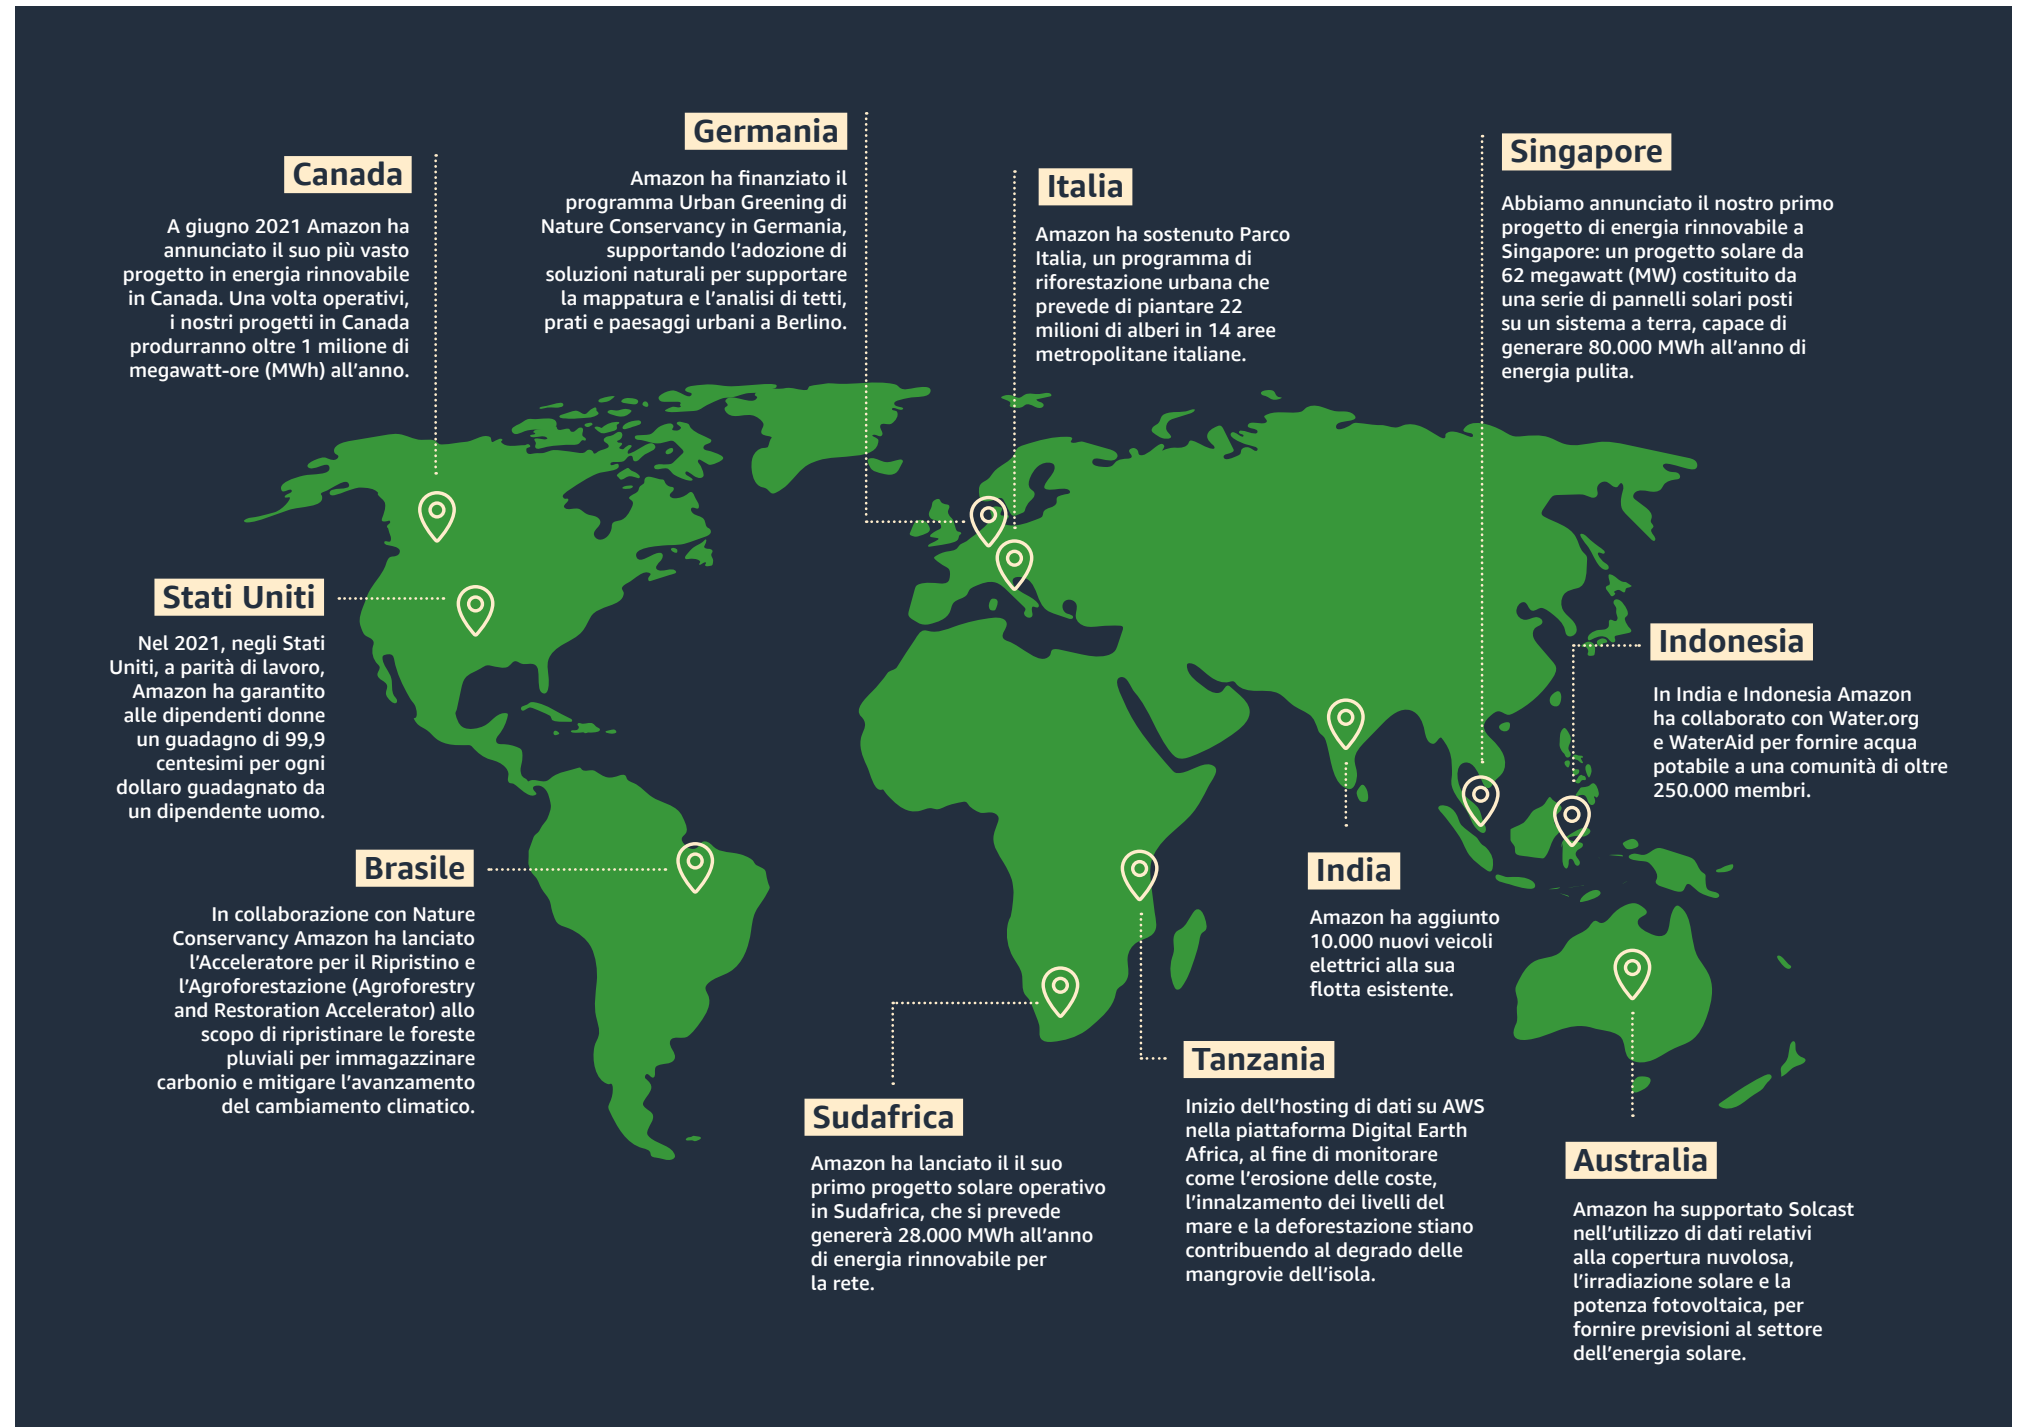 Canada
A giugno 2021 Amazon ha
annunciato il suo più vasto
progetto in energia rinnovabile
in Canada. Una volta operativi,
i nostri progetti in Canada
produrranno oltre 1 milione di
megawatt-ore (MWh) all’anno.
Germania
Amazon ha finanziato il
programma Urban Greening di
Nature Conservancy in Germania,
supportando l’adozione di
soluzioni naturali per supportare
la mappatura e l’analisi di tetti,
prati e paesaggi urbani a Berlino.
Italia
Amazon ha sostenuto Parco
Italia, un programma di
riforestazione urbana che
prevede di piantare 22
milioni di alberi in 14 aree
metropolitane italiane.
Singapore
Abbiamo annunciato il nostro primo
progetto di energia rinnovabile a
Singapore: un progetto solare da
62 megawatt (MW) costituito da
una serie di pannelli solari posti
su un sistema a terra, capace di
generare 80.000 MWh all’anno di
energia pulita.
Stati Uniti
Nel 2021, negli Stati
Uniti, a parità di lavoro,
Amazon ha garantito
alle dipendenti donne
un guadagno di 99,9
centesimi per ogni
dollaro guadagnato da
un dipendente uomo.
Indonesia
In India e Indonesia Amazon
ha collaborato con Water.org
e WaterAid per fornire acqua
potabile a una comunità di oltre
250.000 membri.
Brasile
In collaborazione con Nature
Conservancy Amazon ha lanciato
l’Acceleratore per il Ripristino e
l’Agroforestazione (Agroforestry
and Restoration Accelerator) allo
scopo di ripristinare le foreste
pluviali per immagazzinare
carbonio e mitigare l’avanzamento
del cambiamento climatico.
India
Amazon ha aggiunto
10.000 nuovi veicoli
elettrici alla sua
flotta esistente.
Sudafrica
Amazon ha lanciato il il suo
primo progetto solare operativo
in Sudafrica, che si prevede
genererà 28.000 MWh all’anno
di energia rinnovabile per
la rete.
Tanzania
Inizio dell’hosting di dati su AWS
nella piattaforma Digital Earth
Africa, al fine di monitorare
come l’erosione delle coste,
l’innalzamento dei livelli del
mare e la deforestazione stiano
contribuendo al degrado delle
mangrovie dell’isola.
Australia
Amazon ha supportato Solcast
nell’utilizzo di dati relativi
alla copertura nuvolosa,
l’irradiazione solare e la
potenza fotovoltaica, per
fornire previsioni al settore
dell’energia solare.